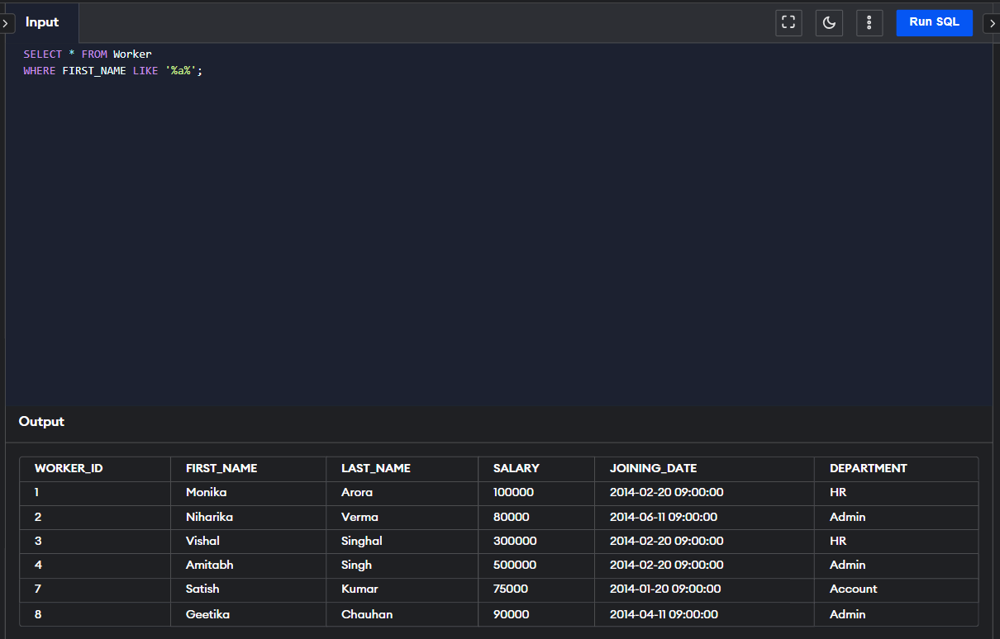 Input
Run SQL
SELECT * FROM Worker
WHERE FIRST_NAME LIKE '%a%';
Output
WORKER_ID FIRST_NAME LAST_NAME SALARY JOINING_DATE DEPARTMENT
1 Monika Arora 100000 2014-02-20 09:00:00 HR
2 Niharika Verma 80000 2014-06-11 09:00:00 Admin
3 Vishal Singhal 300000 2014-02-20 09:00:00 HR
4 Amitabh Singh 500000 2014-02-20 09:00:00 Admin
7 Satish Kumar 75000 2014-01-20 09:00:00 Account
8 Geetika Chauhan 90000 2014-04-11 09:00:00 Admin